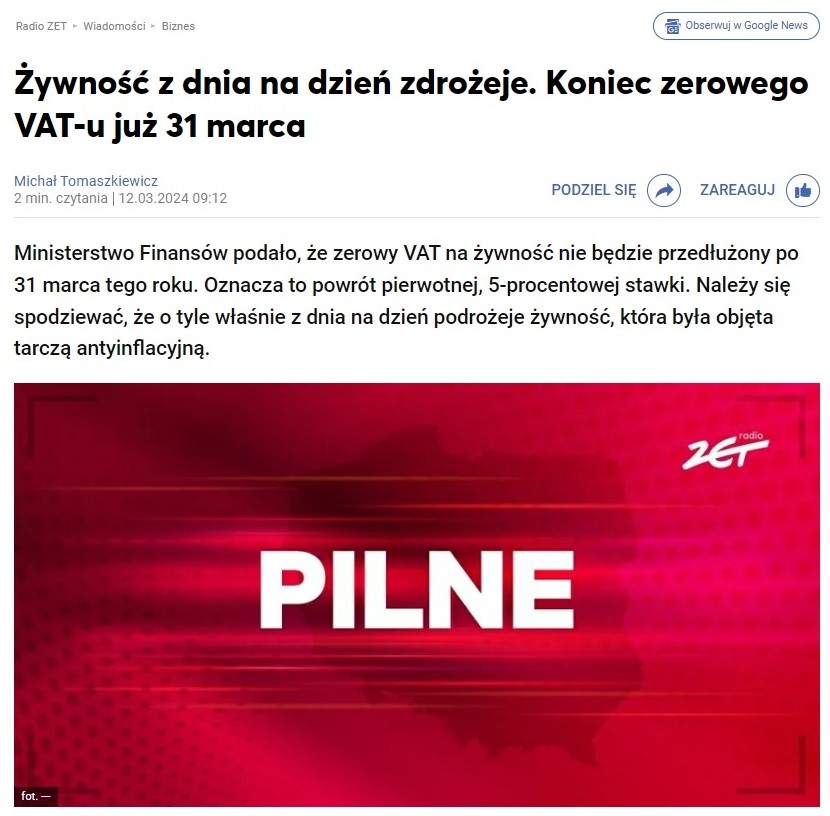 Radio ZET ▸ Wiadomości ▸ Biznes
Obserwuj w Google News
Żywność z dnia na dzień zdrożeje. Koniec zerowego
VAT-u już 31 marca
Michał Tomaszkiewicz
2 min. czytania | 12.03.2024 09:12
PODZIEL SIĘ
ZAREAGUJ
Ministerstwo Finansów podało, że zerowy VAT na żywność nie będzie przedłużony po
31 marca tego roku. Oznacza to powrót pierwotnej, 5-procentowej stawki. Należy się
spodziewać, że o tyle właśnie z dnia na dzień podrożeje żywność, która była objęta
tarczą antyinflacyjną.
radio
ZET
PILNE
fot. —